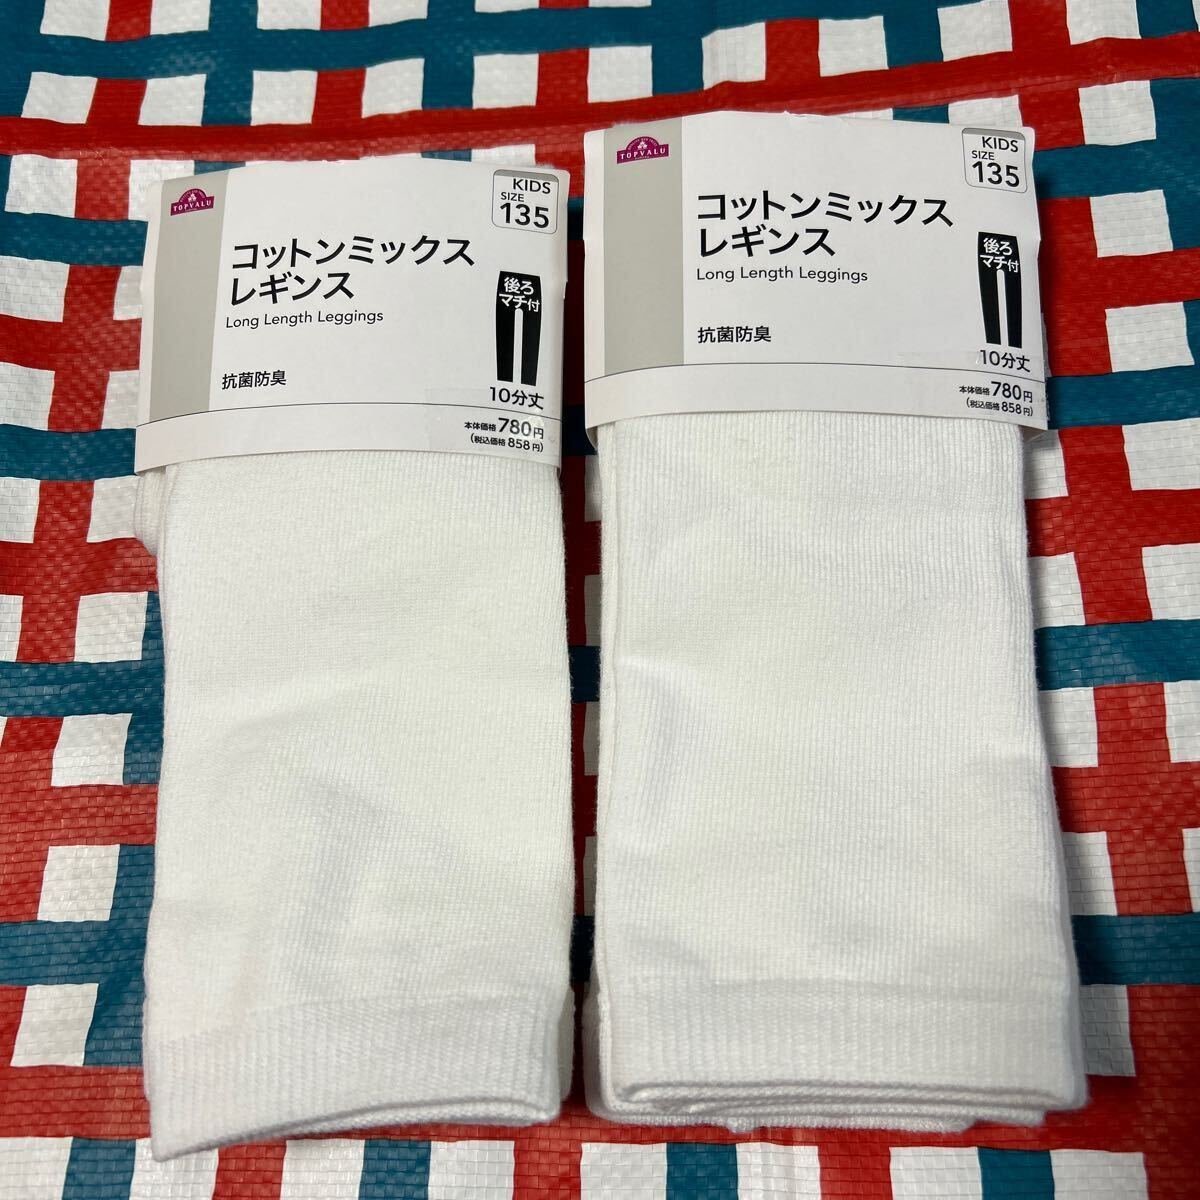 TOPVALU
KIDS
SIZE
135
コットンミックス
レギンス
Long Length Leggings
後ろ
マチ付
抗菌防臭
10分丈
本体価格780円
(税込価格858円)
TOPVALU
KIDS
SIZE
135
コットンミックス
レギンス
Long Length Leggings
後ろ
マチ付
抗菌防臭
10分丈
本体価格780円
(税込価格858円)